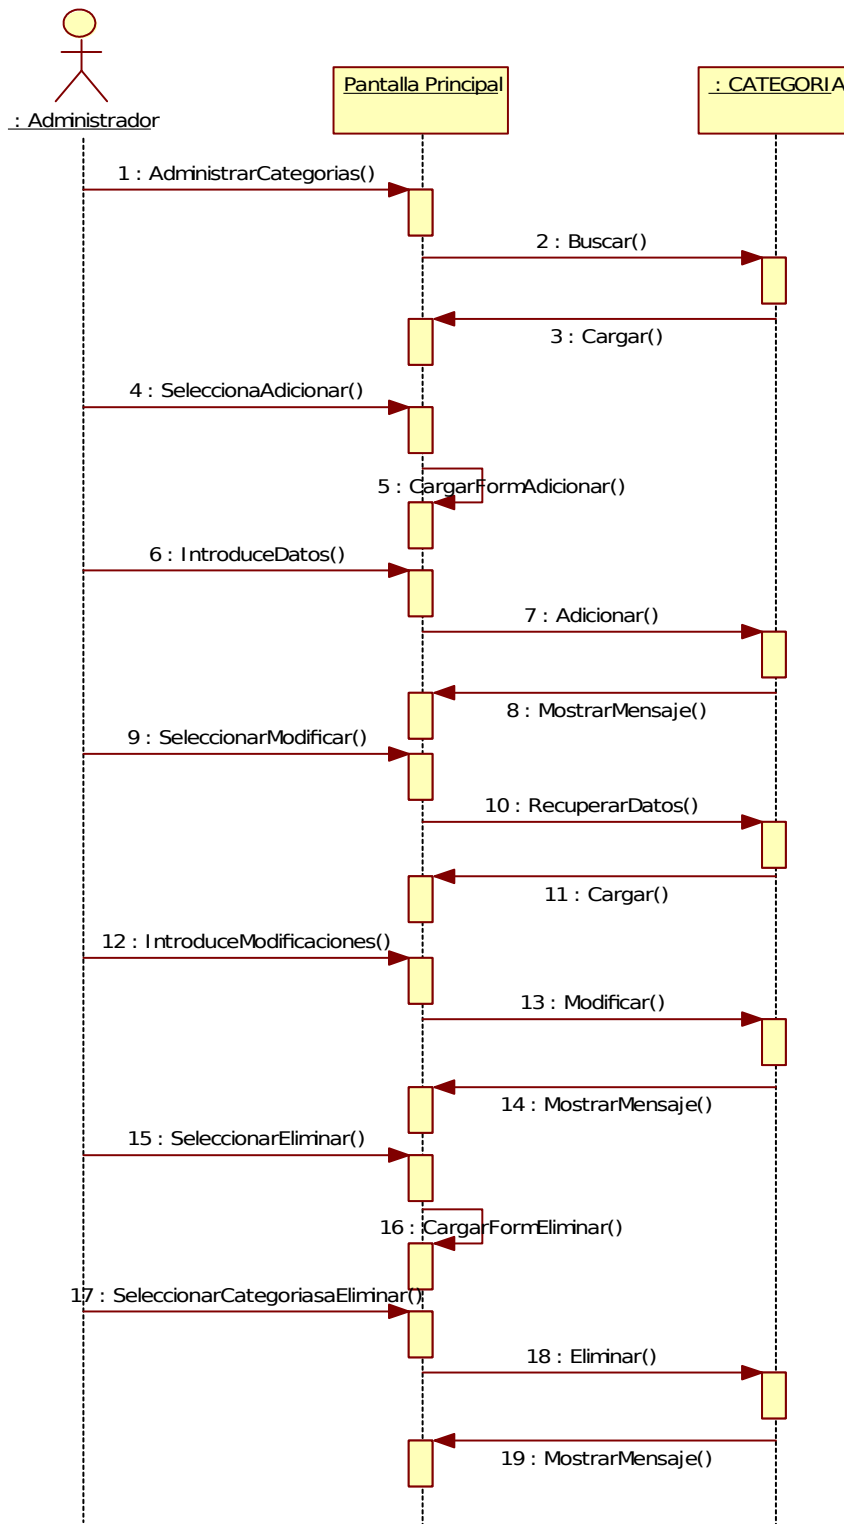 : Administrador
Pantalla Principal
: CATEGORIA
1 : AdministrarCategorias()
2 : Buscar()
3 : Cargar()
4 : SeleccionaAdicionar()
5 : CargarFormAdicionar()
6 : IntroduceDatos()
7 : Adicionar()
8 : MostrarMensaje()
9 : SeleccionarModificar()
10 : RecuperarDatos()
11 : Cargar()
12 : IntroduceModificaciones()
13 : Modificar()
14 : MostrarMensaje()
15 : SeleccionarEliminar()
16 : CargarFormEliminar()
17 : SeleccionarCategoriasaEliminar()
18 : Eliminar()
19 : MostrarMensaje()